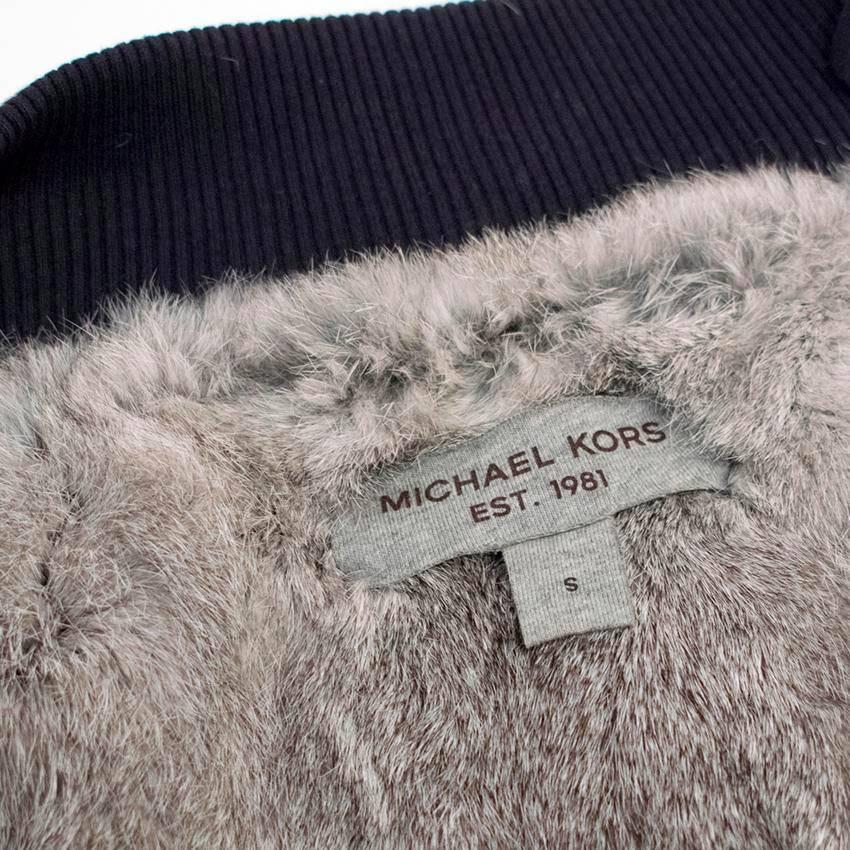 MICHAEL KORS
EST. 1981
S